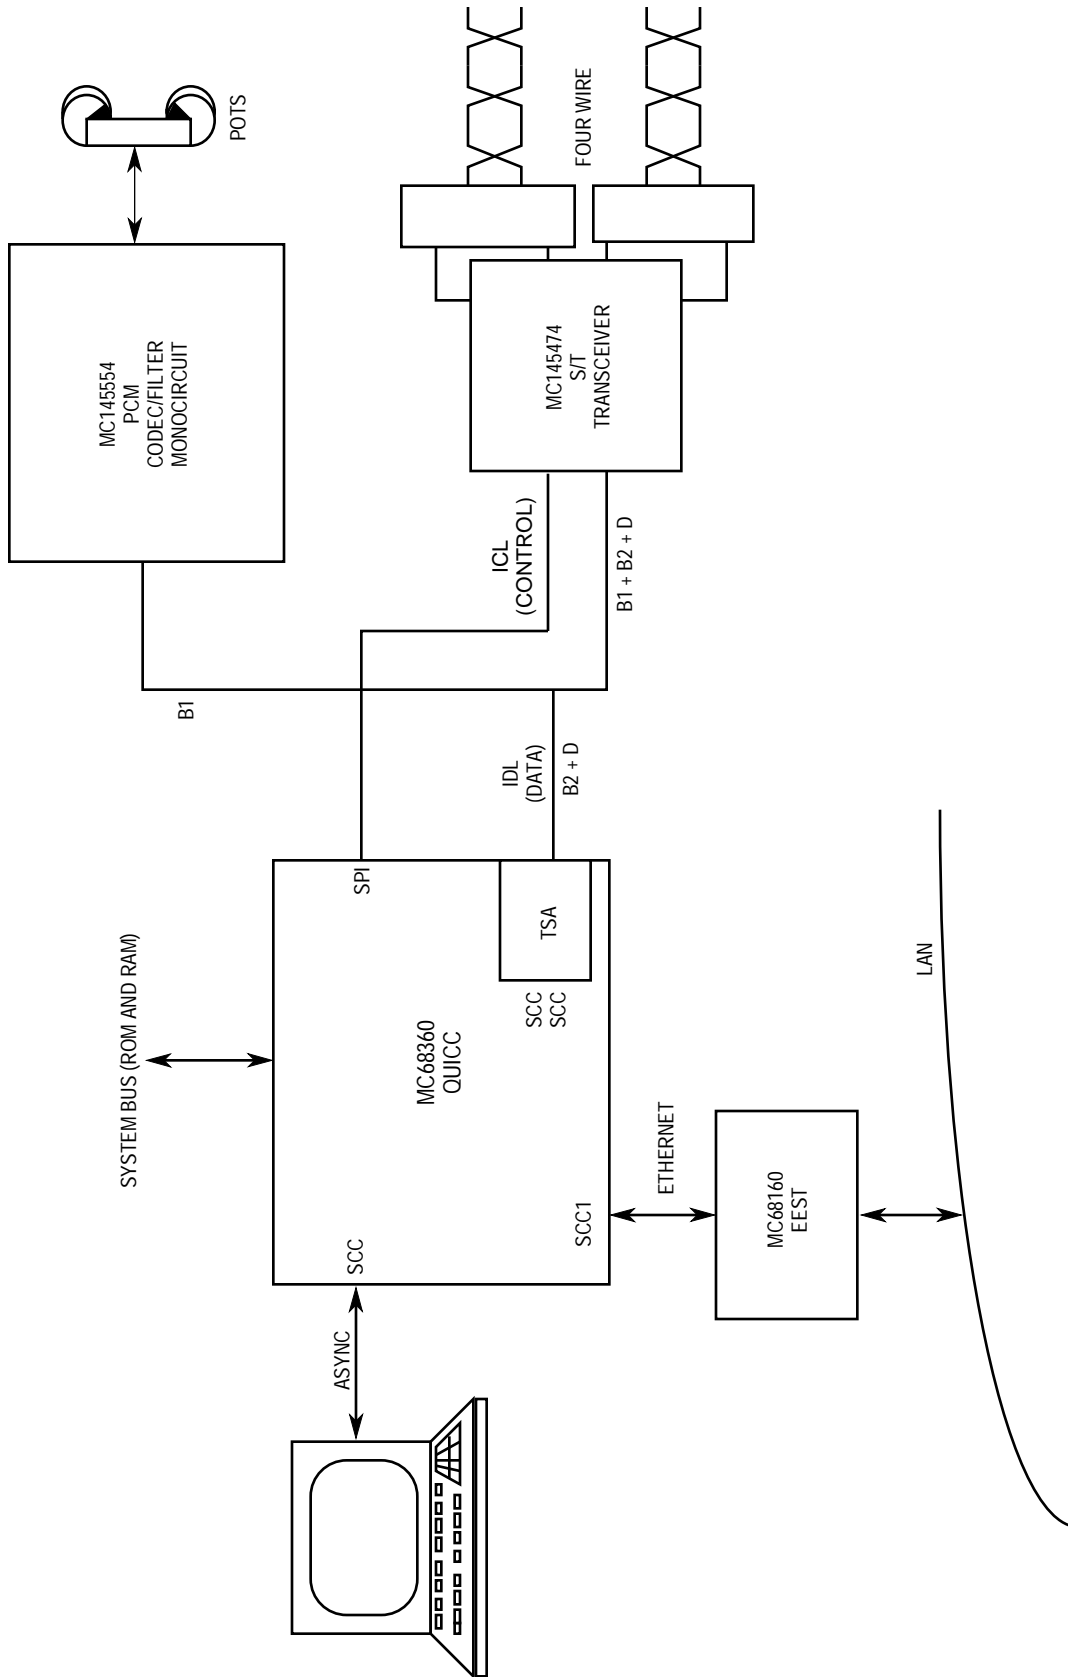 SYSTEM BUS (ROM AND RAM)
B1
MC145554
PCM
CODEC/FILTER
MONOCIRCUIT
POTS
ASYNC
SCC
MC68360
QUICC
SPI
ICL
(CONTROL)
MC145474
S/T
TRANSCEIVER
FOUR WIRE
SCC
SCC
TSA
IDL
(DATA)
B2 + D
B1 + B2 + D
SCC1
ETHERNET
MC68160
EEST
LAN